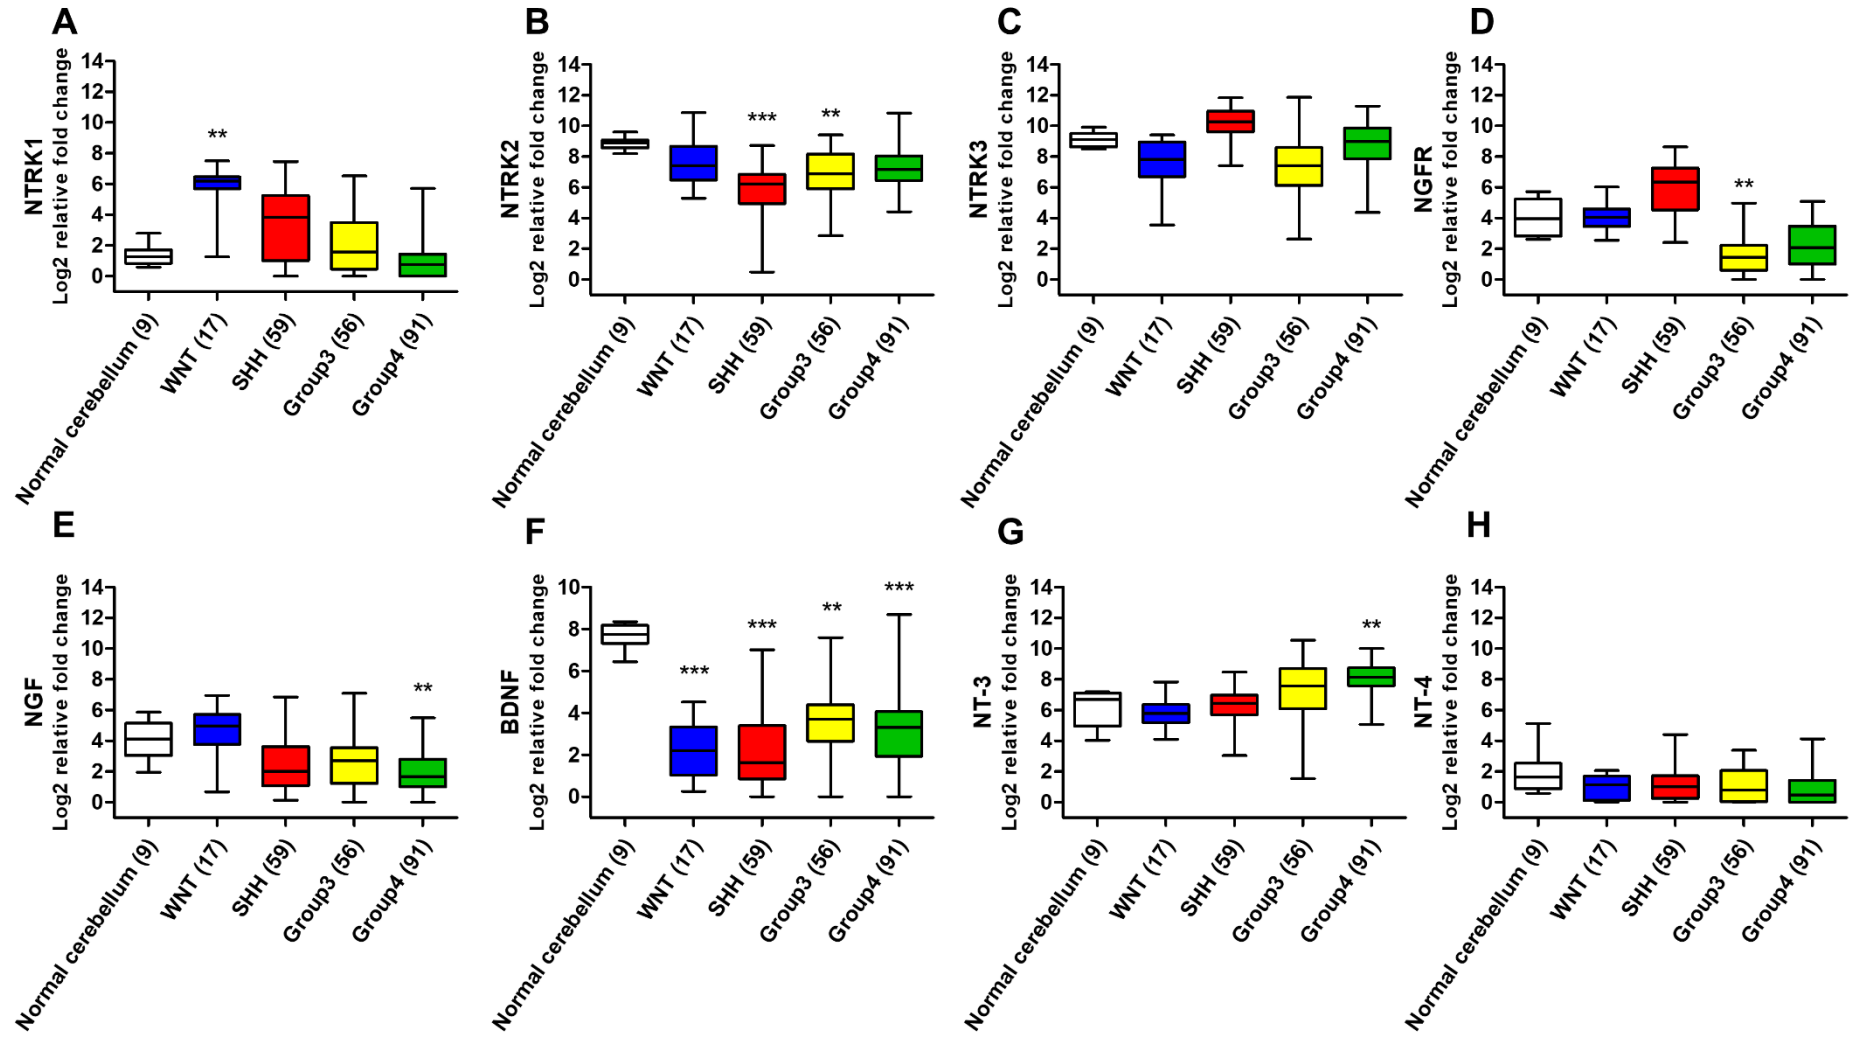 A
NTRK1
Log2 relative fold change
14
12
10
8
6
4
2
0
**
Normal cerebellum (9)
WNT (17)
SHH (59)
Group3 (56)
Group4 (91)
B
NTRK2
Log2 relative fold change
14
12
10
8
6
4
2
0
***
**
Normal cerebellum (9)
WNT (17)
SHH (59)
Group3 (56)
Group4 (91)
C
NTRK3
Log2 relative fold change
14
12
10
8
6
4
2
0
Normal cerebellum (9)
WNT (17)
SHH (59)
Group3 (56)
Group4 (91)
D
NGFR
Log2 relative fold change
14
12
10
8
6
4
2
0
**
Normal cerebellum (9)
WNT (17)
SHH (59)
Group3 (56)
Group4 (91)
E
NGF
Log2 relative fold change
14
12
10
8
6
4
2
0
**
Normal cerebellum (9)
WNT (17)
SHH (59)
Group3 (56)
Group4 (91)
F
BDNF
Log2 relative fold change
10
8
6
4
2
0
***
***
**
***
Normal cerebellum (9)
WNT (17)
SHH (59)
Group3 (56)
Group4 (91)
G
NT-3
Log2 relative fold change
14
12
10
8
6
4
2
0
**
Normal cerebellum (9)
WNT (17)
SHH (59)
Group3 (56)
Group4 (91)
H
NT-4
Log2 relative fold change
14
12
10
8
6
4
2
0
Normal cerebellum (9)
WNT (17)
SHH (59)
Group3 (56)
Group4 (91)